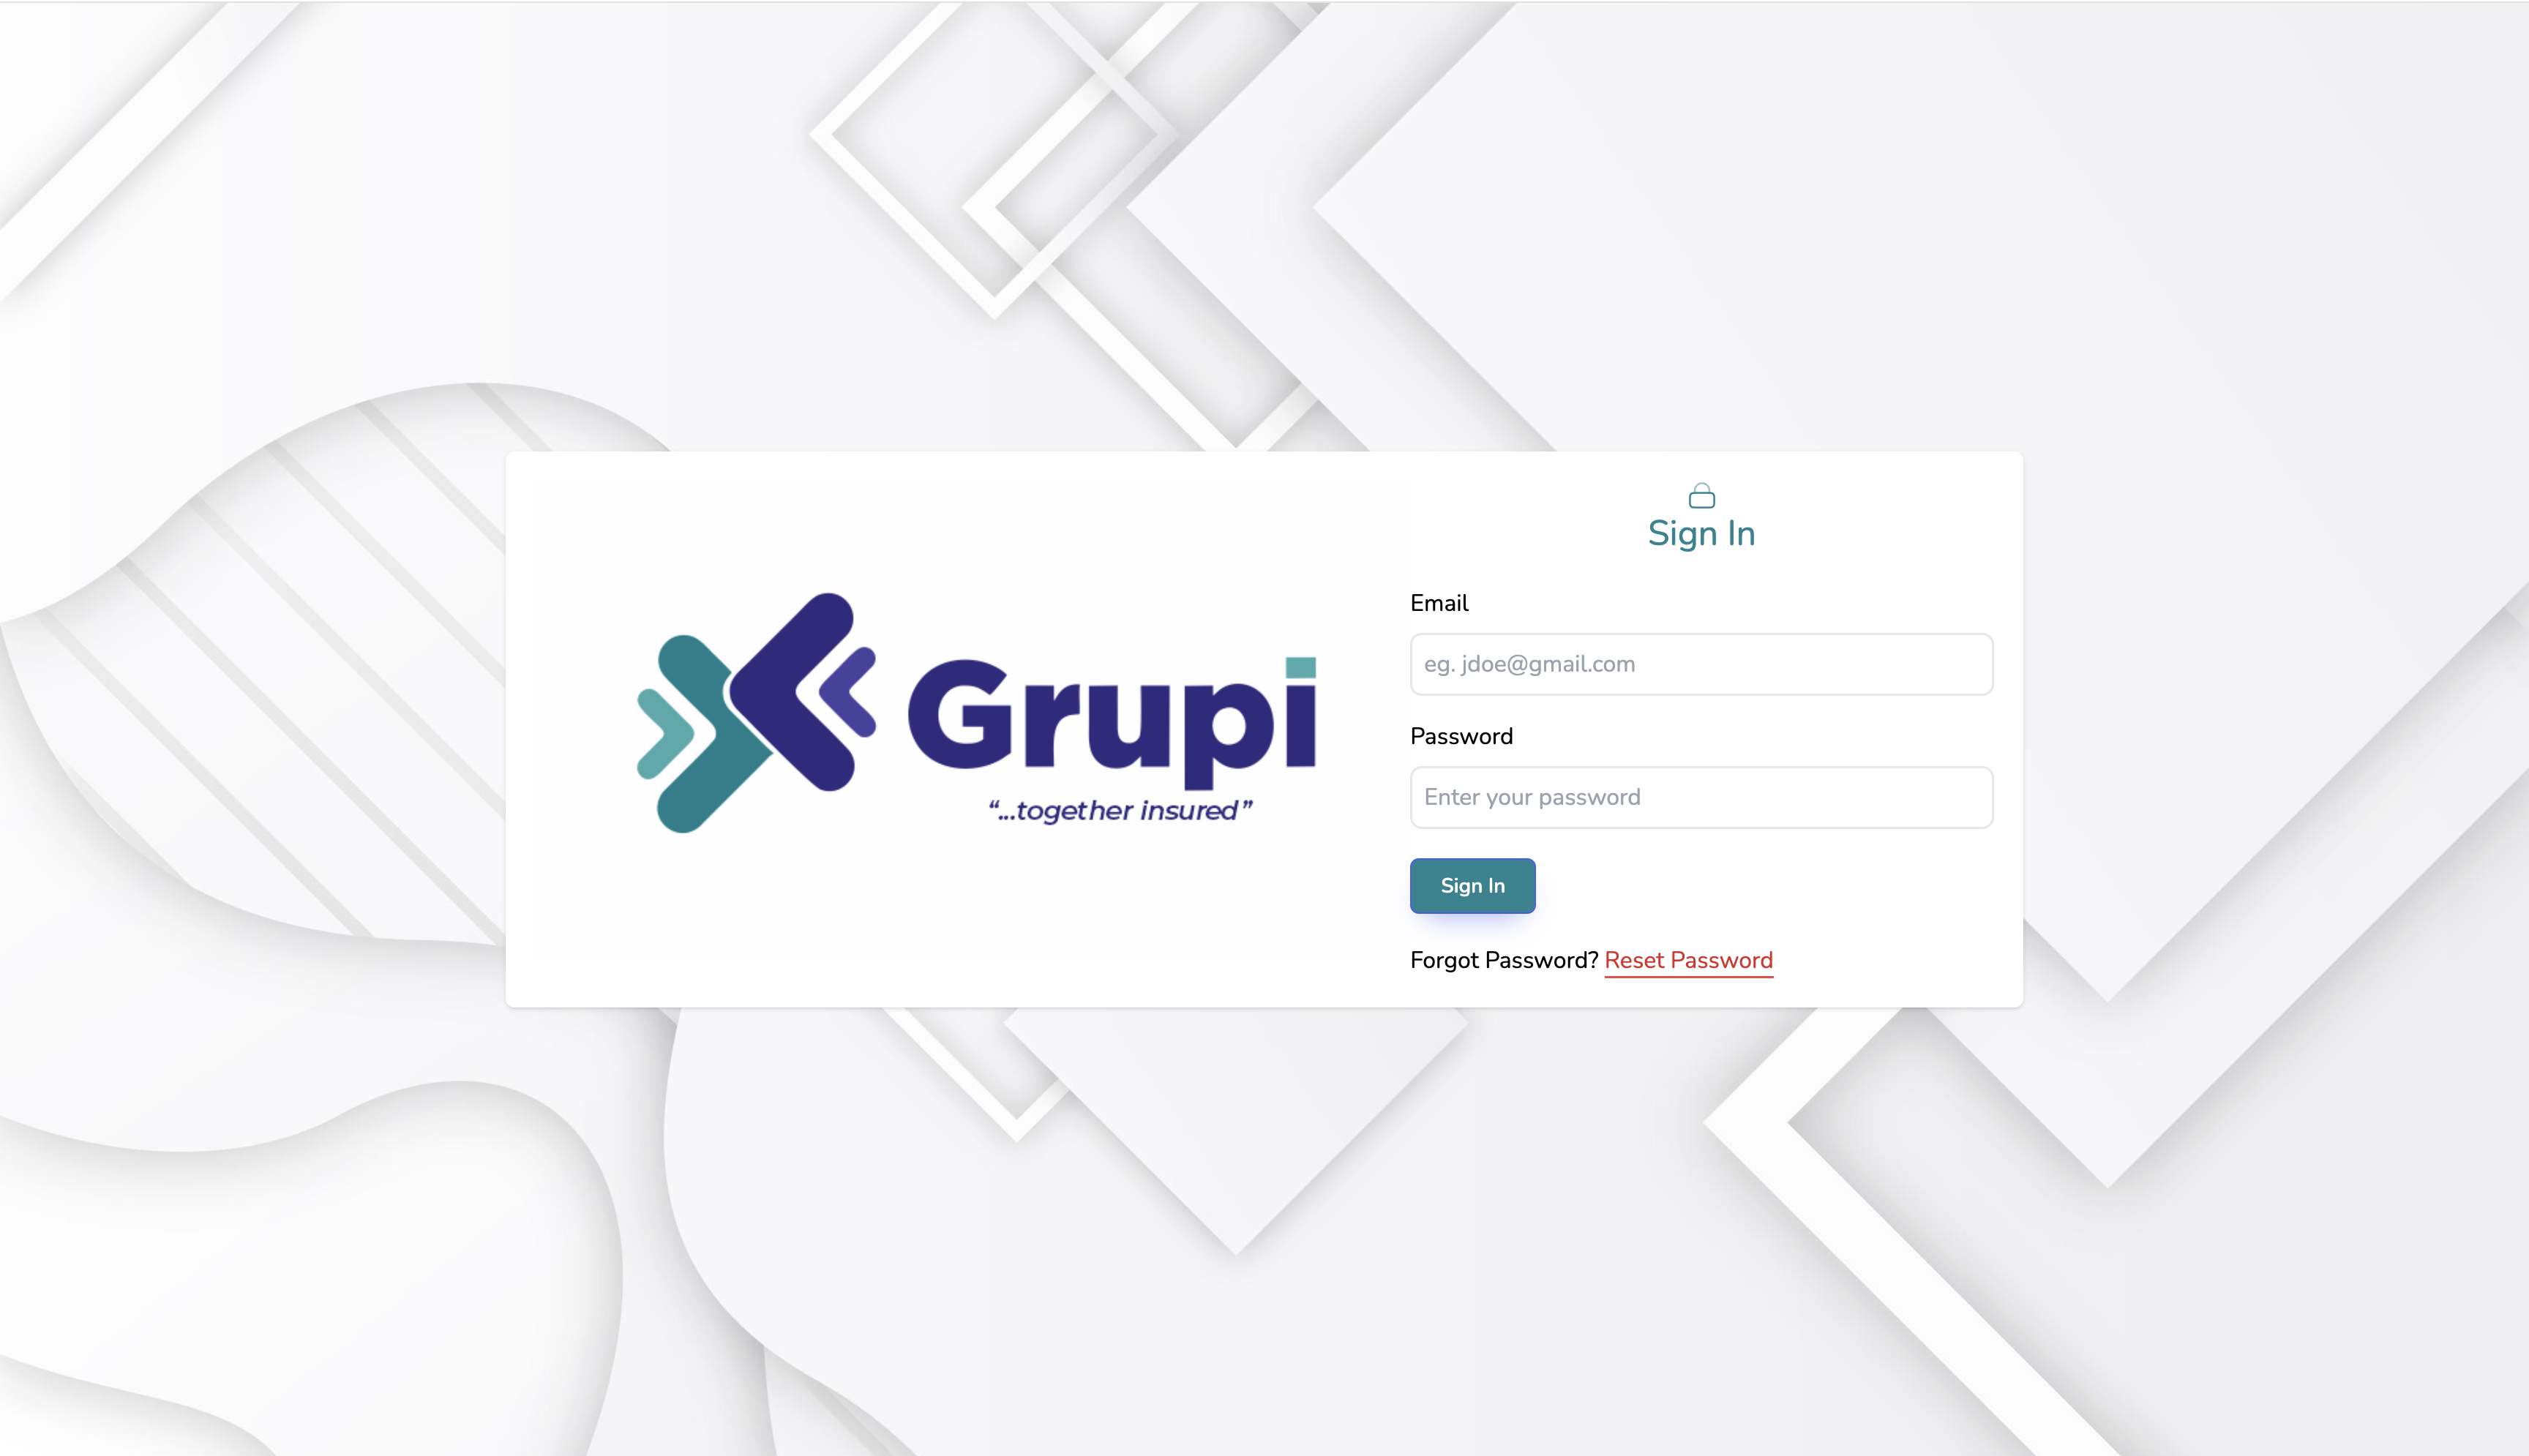 Grupi
“...together insured”
Sign In
Email
eg. jdoe@gmail.com
Password
Enter your password
Sign In
Forgot Password? Reset Password